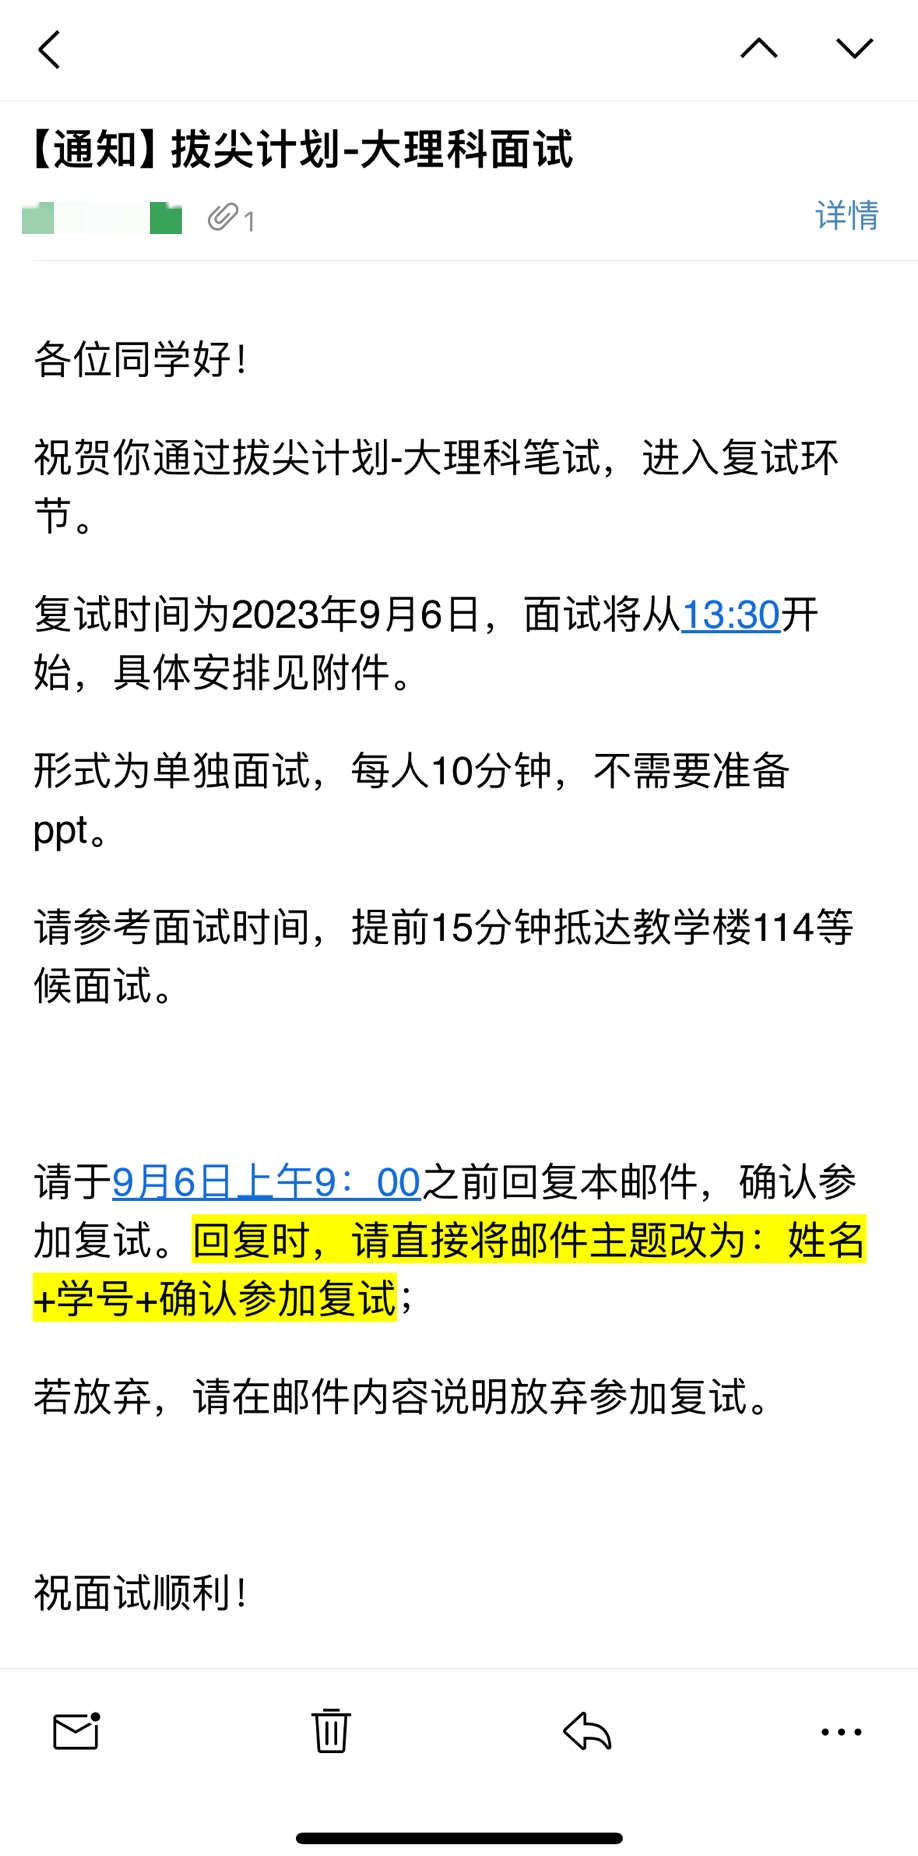 【通知】拔尖计划-大理科面试
1
详情
各位同学好！
祝贺你通过拔尖计划-大理科笔试，进入复试环
节。
复试时间为2023年9月6日，面试将从13:30开
始，具体安排见附件。
形式为单独面试，每人10分钟，不需要准备
ppt。
请参考面试时间，提前15分钟抵达教学楼114等
候面试。
请于9月6日上午9：00之前回复本邮件，确认参
加复试。回复时，请直接将邮件主题改为：姓名
+学号+确认参加复试；
若放弃，请在邮件内容说明放弃参加复试。
祝面试顺利！